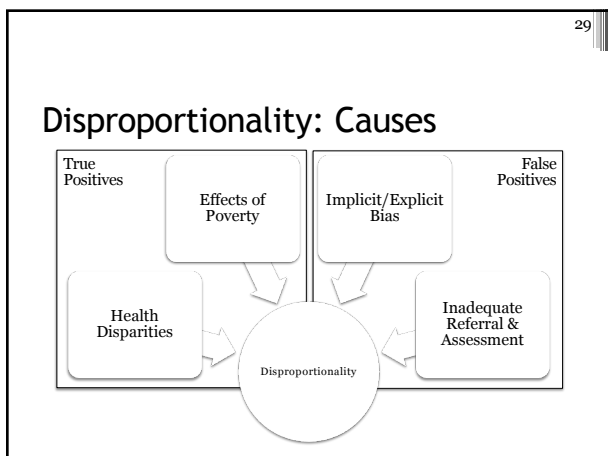 29
Disproportionality: Causes
True
Positives
Effects of
Poverty
Implicit/Explicit
Bias
False
Positives
Health
Disparities
Inadequate
Referral &
Assessment
Disproportionality